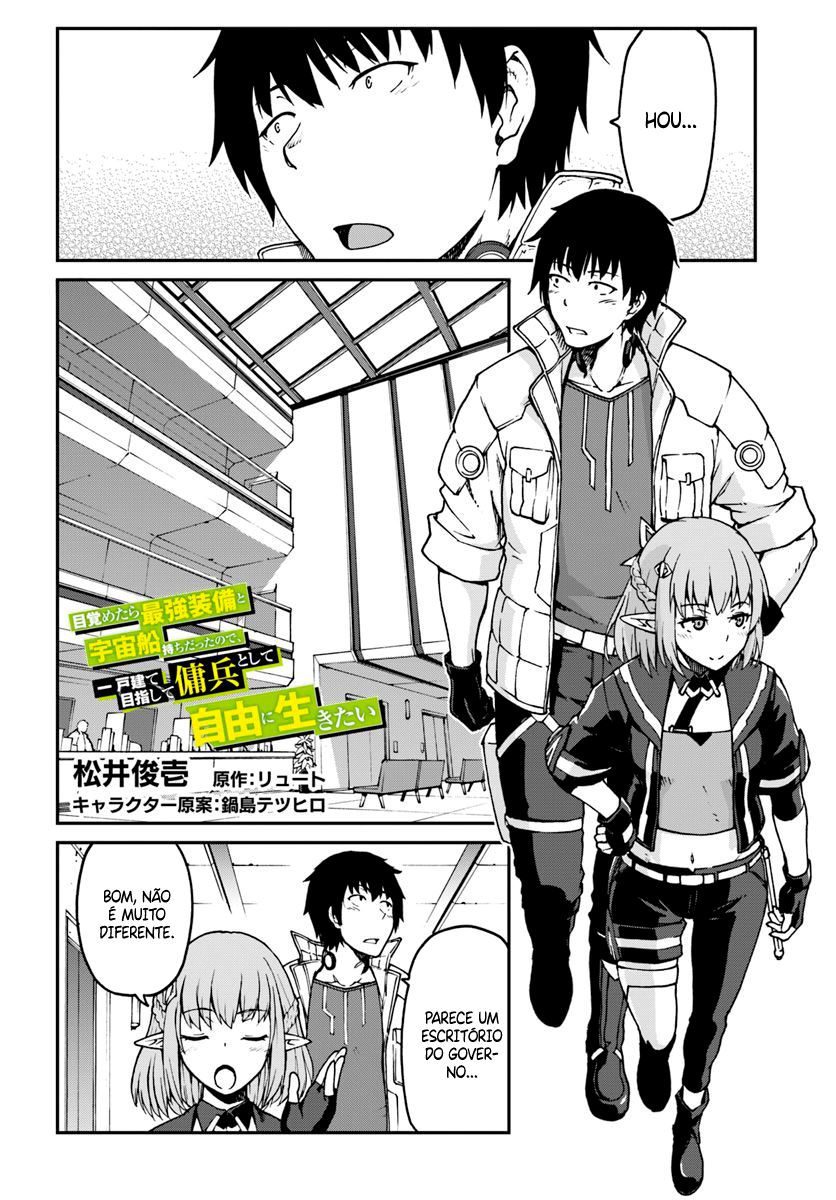 HOU...
目覚めたら最強装備と
宇宙船持ちだったので、
一戸建て
目指して傭兵として
自由に生きたい
松井俊壱 原作:リュート
キャラクター原案:鍋島テツヒロ
PARECE UM
ESCRITÓRIO
DO GOVER-
NO...
BOM, NÃO
É MUITO
DIFERENTE.